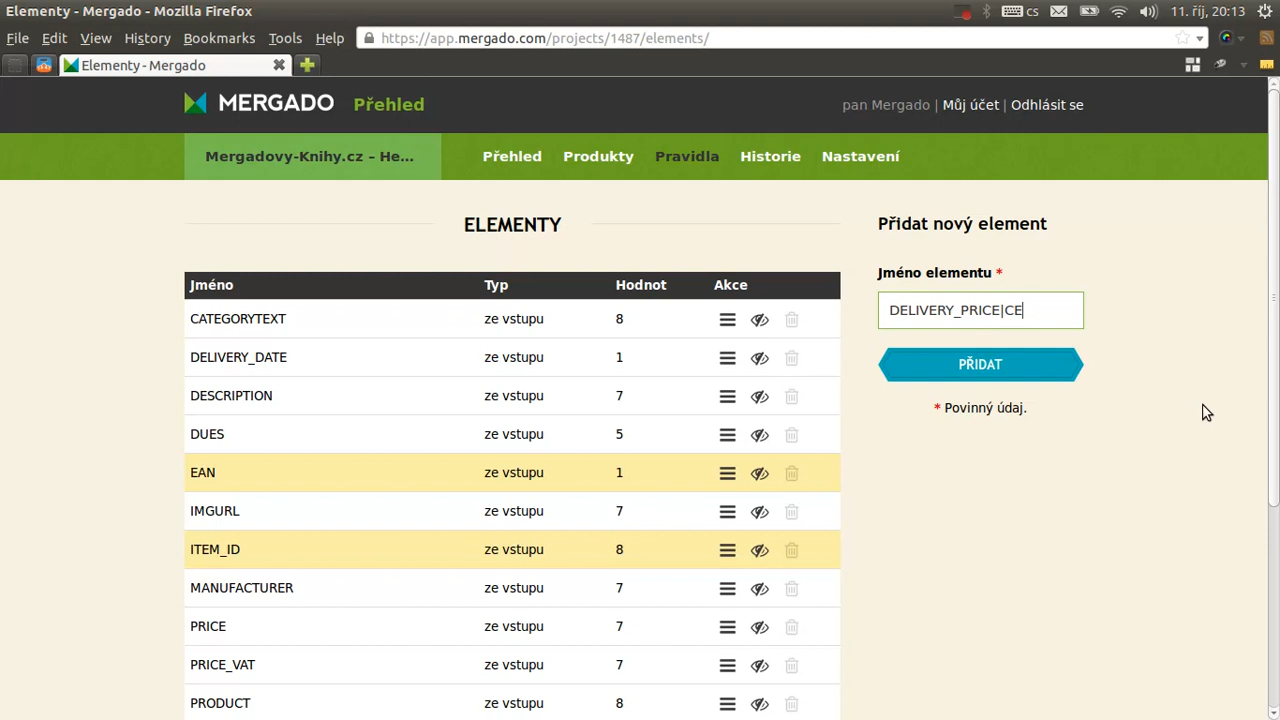 Elementy - Mergado - Mozilla Firefox
cs
11. říj, 20:13
File Edit View History Bookmarks Tools Help
https://app.mergado.com/projects/1487/elements/
Elementy - Mergado
MERGADO Přehled
pan Mergado | Můj účet | Odhlásit se
Mergadovy-Knihy.cz – He...
Přehled Produkty Pravidla Historie Nastavení
ELEMENTY
Jméno Typ Hodnot Akce
CATEGORYTEXT ze vstupu 8
DELIVERY_DATE ze vstupu 1
DESCRIPTION ze vstupu 7
DUES ze vstupu 5
EAN ze vstupu 1
IMGURL ze vstupu 7
ITEM_ID ze vstupu 8
MANUFACTURER ze vstupu 7
PRICE ze vstupu 7
PRICE_VAT ze vstupu 7
PRODUCT ze vstupu 8
Přidat nový element
Jméno elementu *
DELIVERY_PRICE|CE
PŘIDAT
* Povinný údaj.